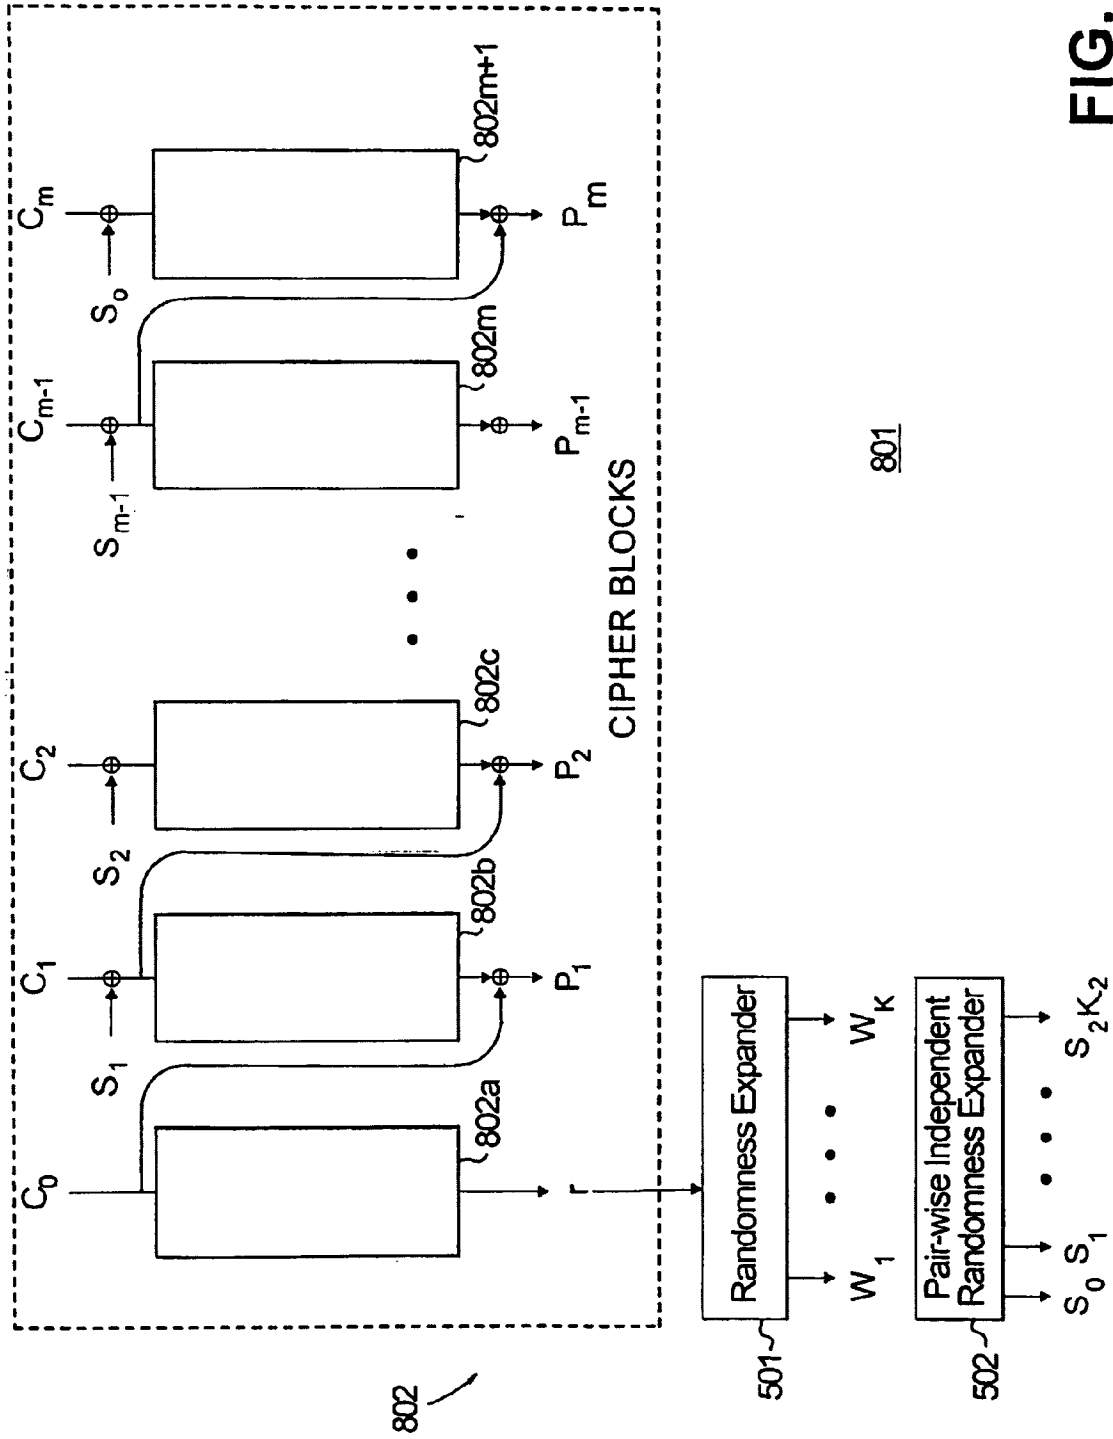 C0 C1 C2 Cm-1 Cm
S1 S2 Sm-1 So
802a 802b 802c 802m 802m+1
r P1 P2 Pm-1 Pm
CIPHER BLOCKS
802
501
Randomness Expander
W1 WK
502
Pair-wise Independent
Randomness Expander
S0 S1 S2K-2
801
FIG.